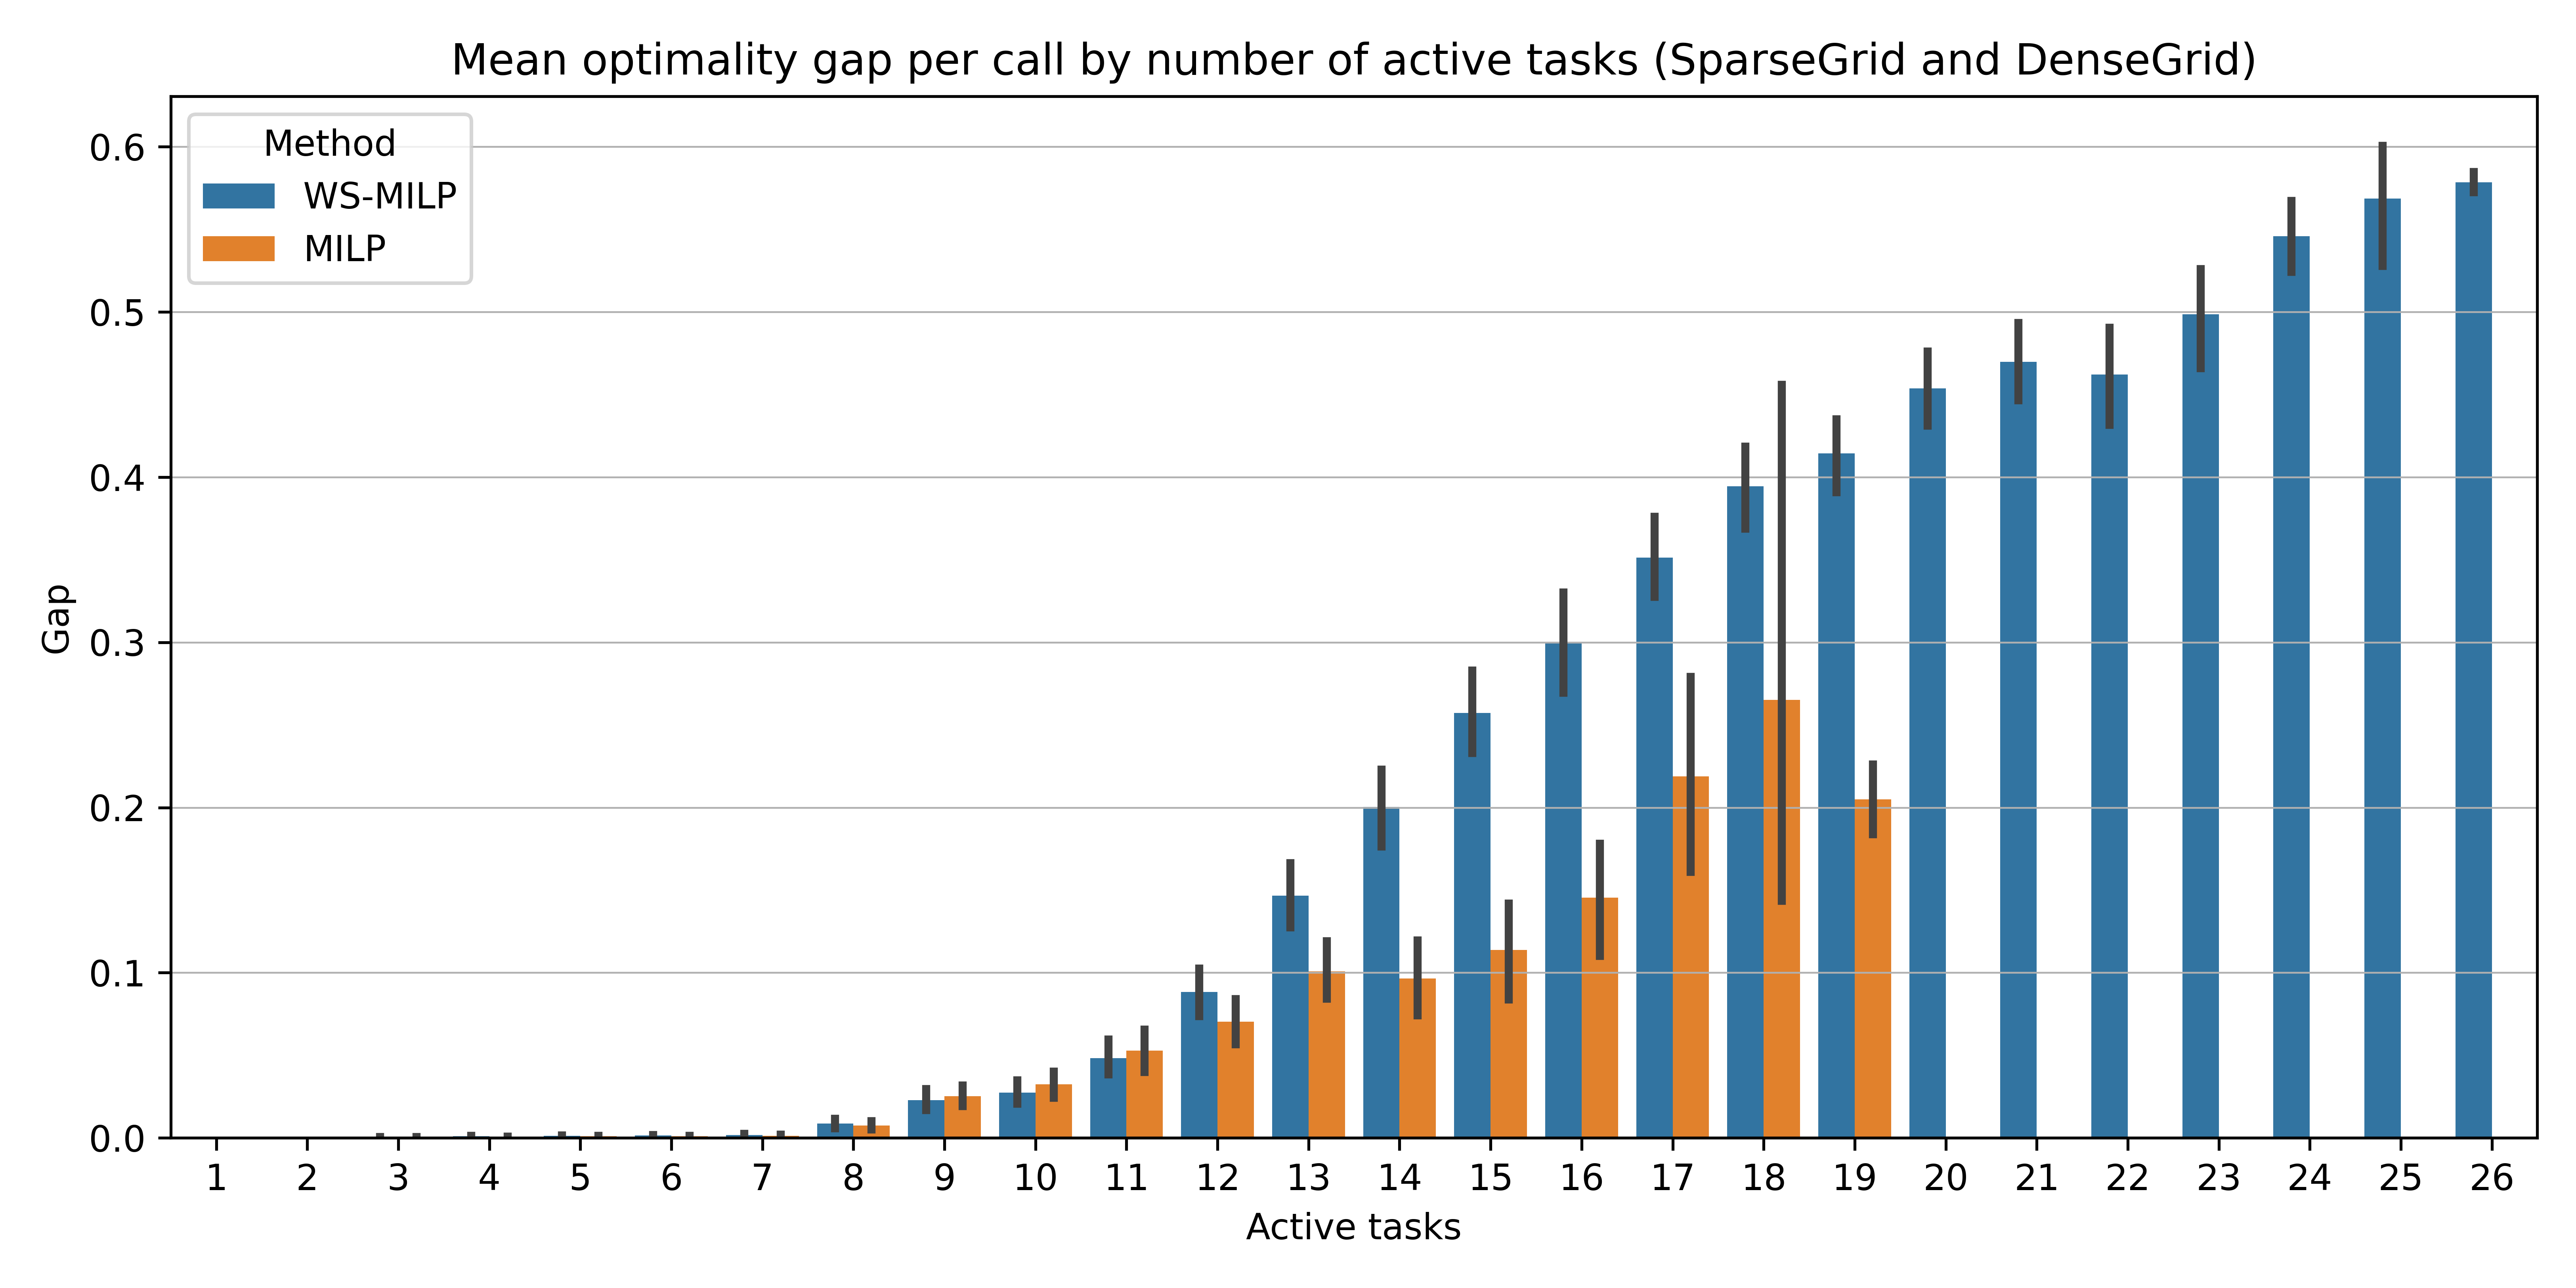 Mean optimality gap per call by number of active tasks (SparseGrid and DenseGrid)
Method
WS-MILP
MILP
Gap
0.6
0.5
0.4
0.3
0.2
0.1
0.0
1 2 3 4 5 6 7 8 9 10 11 12 13 14 15 16 17 18 19 20 21 22 23 24 25 26
Active tasks